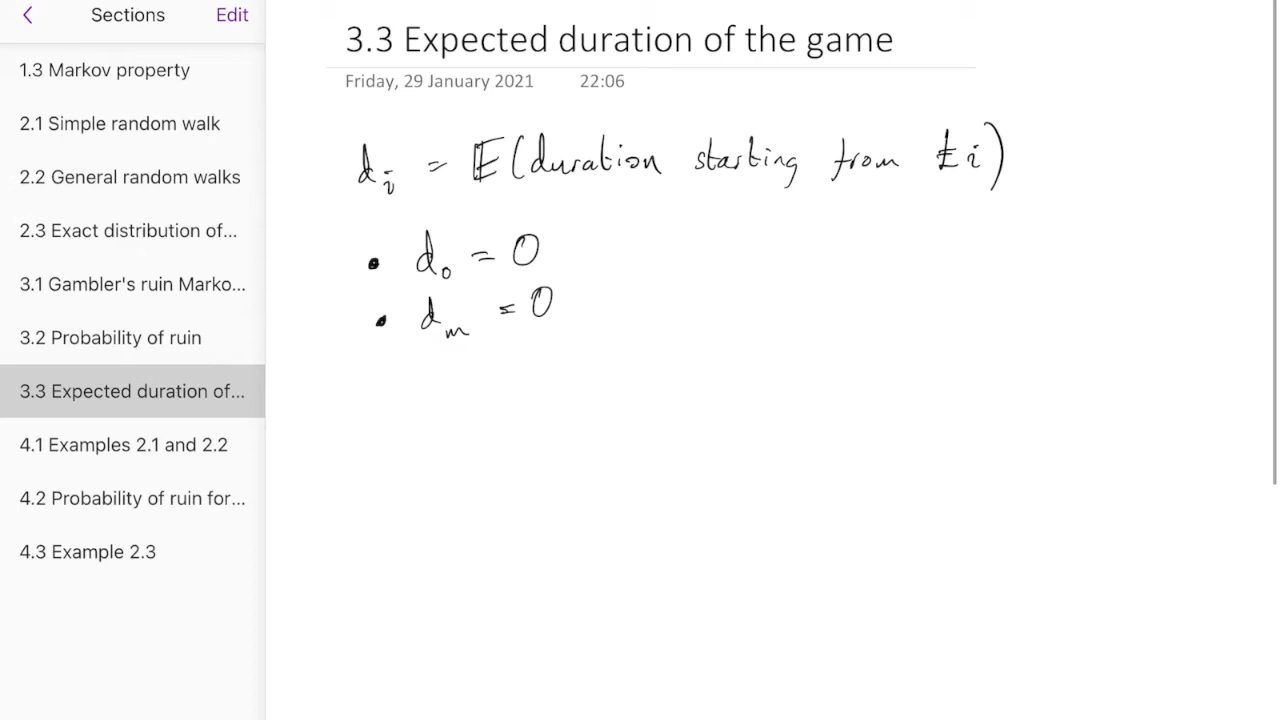 Sections
Edit
1.3 Markov property
2.1 Simple random walk
2.2 General random walks
2.3 Exact distribution of...
3.1 Gambler's ruin Marko...
3.2 Probability of ruin
3.3 Expected duration of...
4.1 Examples 2.1 and 2.2
4.2 Probability of ruin for...
4.3 Example 2.3
3.3 Expected duration of the game
Friday, 29 January 2021 22:06
dᵢ = 𝔼(duration starting from £i)
• d₀ = 0
• dₘ = 0